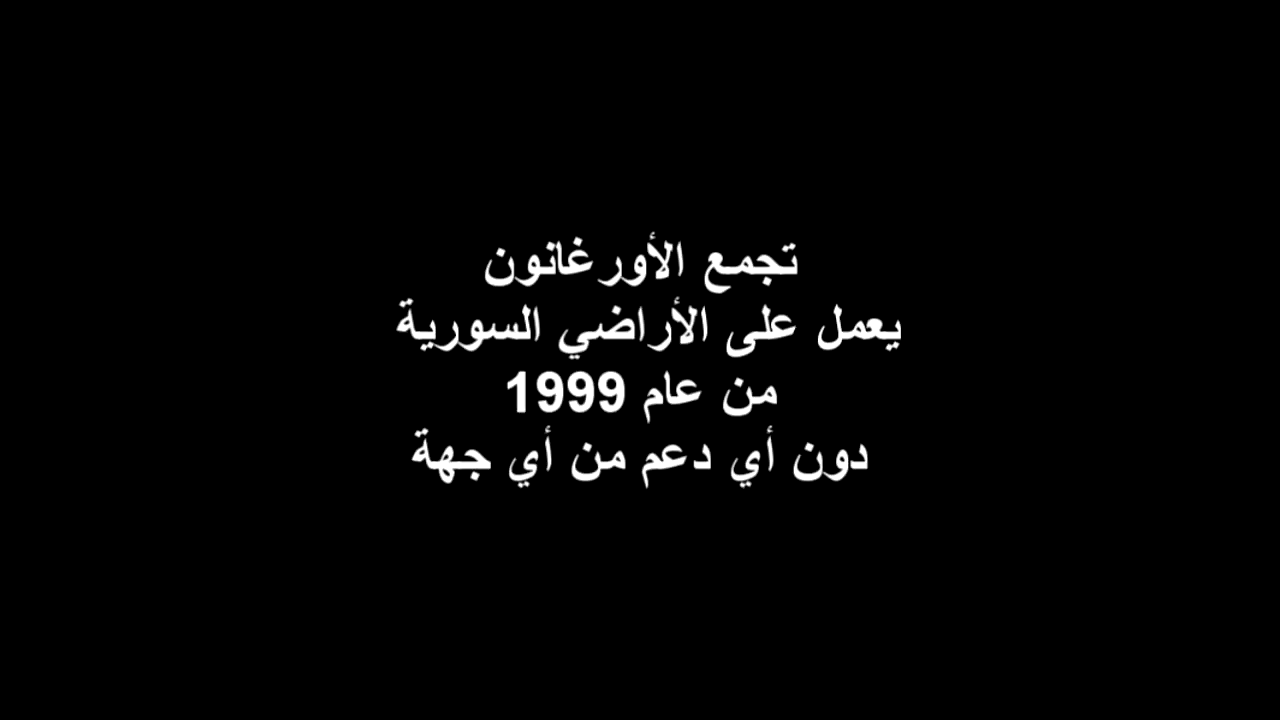 تجمع الأورغانون
يعمل على الأراضي السورية
من عام 1999
دون أي دعم من أي جهة